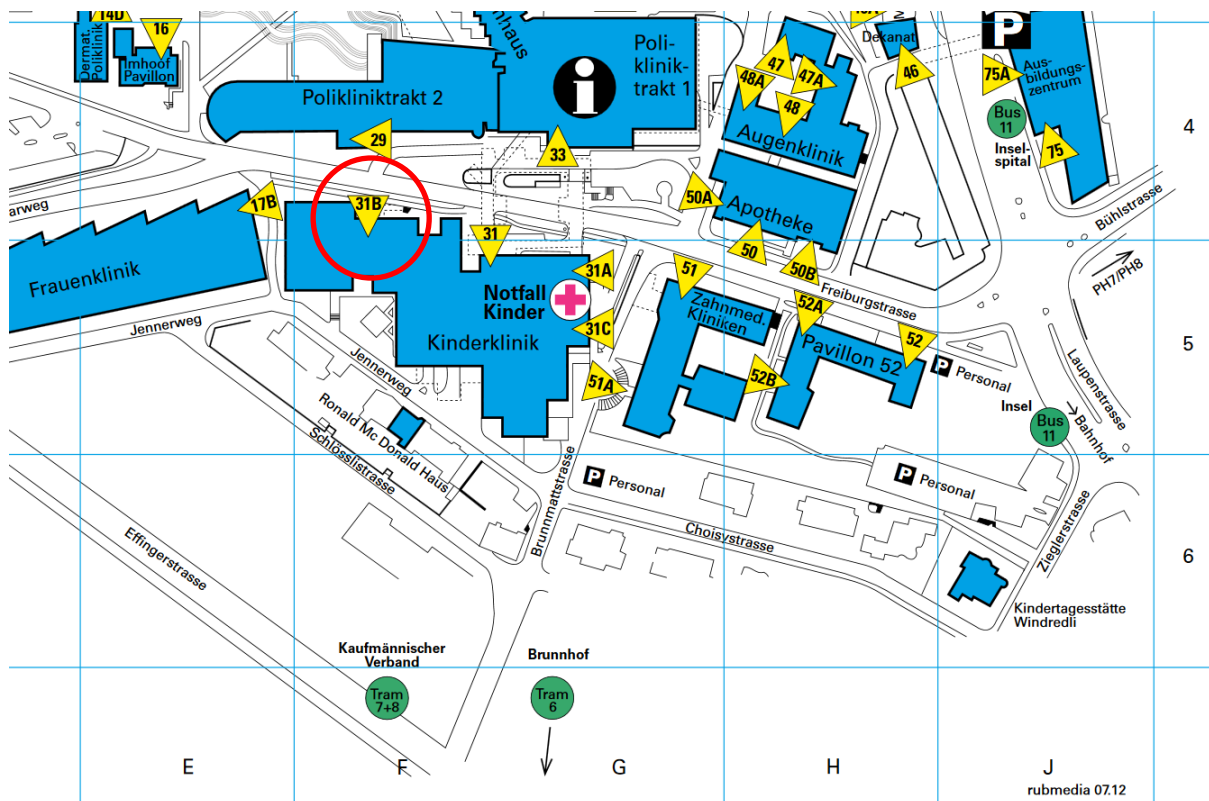 14D
16
Dermat.
Poliklinik
Imhoof
Pavillon
Polikliniktrakt 2
Poli-
klinik-
trakt 1
i
Dekanat
P
47
48A
47A
48
46
75A
Aus-
bildungs-
zentrum
Bus
11
Insel-
spital
75
4
29
33
Augenklinik
17B
31B
50A
Apotheke
Bühlstrasse
31
50
50B
Frauenklinik
31A
51
Freiburgstrasse
PH7/PH8
Notfall
Kinder
Zahnmed.
Kliniken
52A
Jennerweg
31C
Kinderklinik
Pavillon 52
52
5
Jennerweg
51A
52B
P Personal
Laupenstrasse
Insel
Bus
11
Bahnhof
Ronald Mc Donald Haus
Schlösslistrasse
P Personal
P Personal
Brunnmattstrasse
Choisystrasse
Zieglerstrasse
Effingerstrasse
6
Kindertagesstätte
Windredli
Kaufmännischer
Verband
Brunnhof
Tram
7+8
Tram
6
E F G H J
rubmedia 07.12